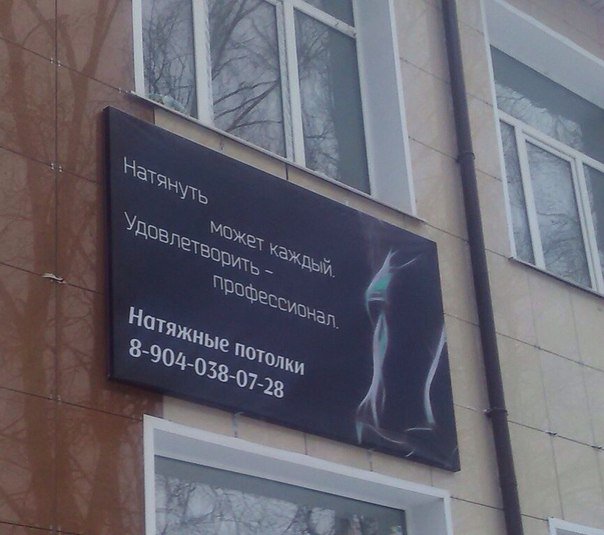 Натянуть
может каждый.
Удовлетворить –
профессионал.
Натяжные потолки
8-904-038-07-28